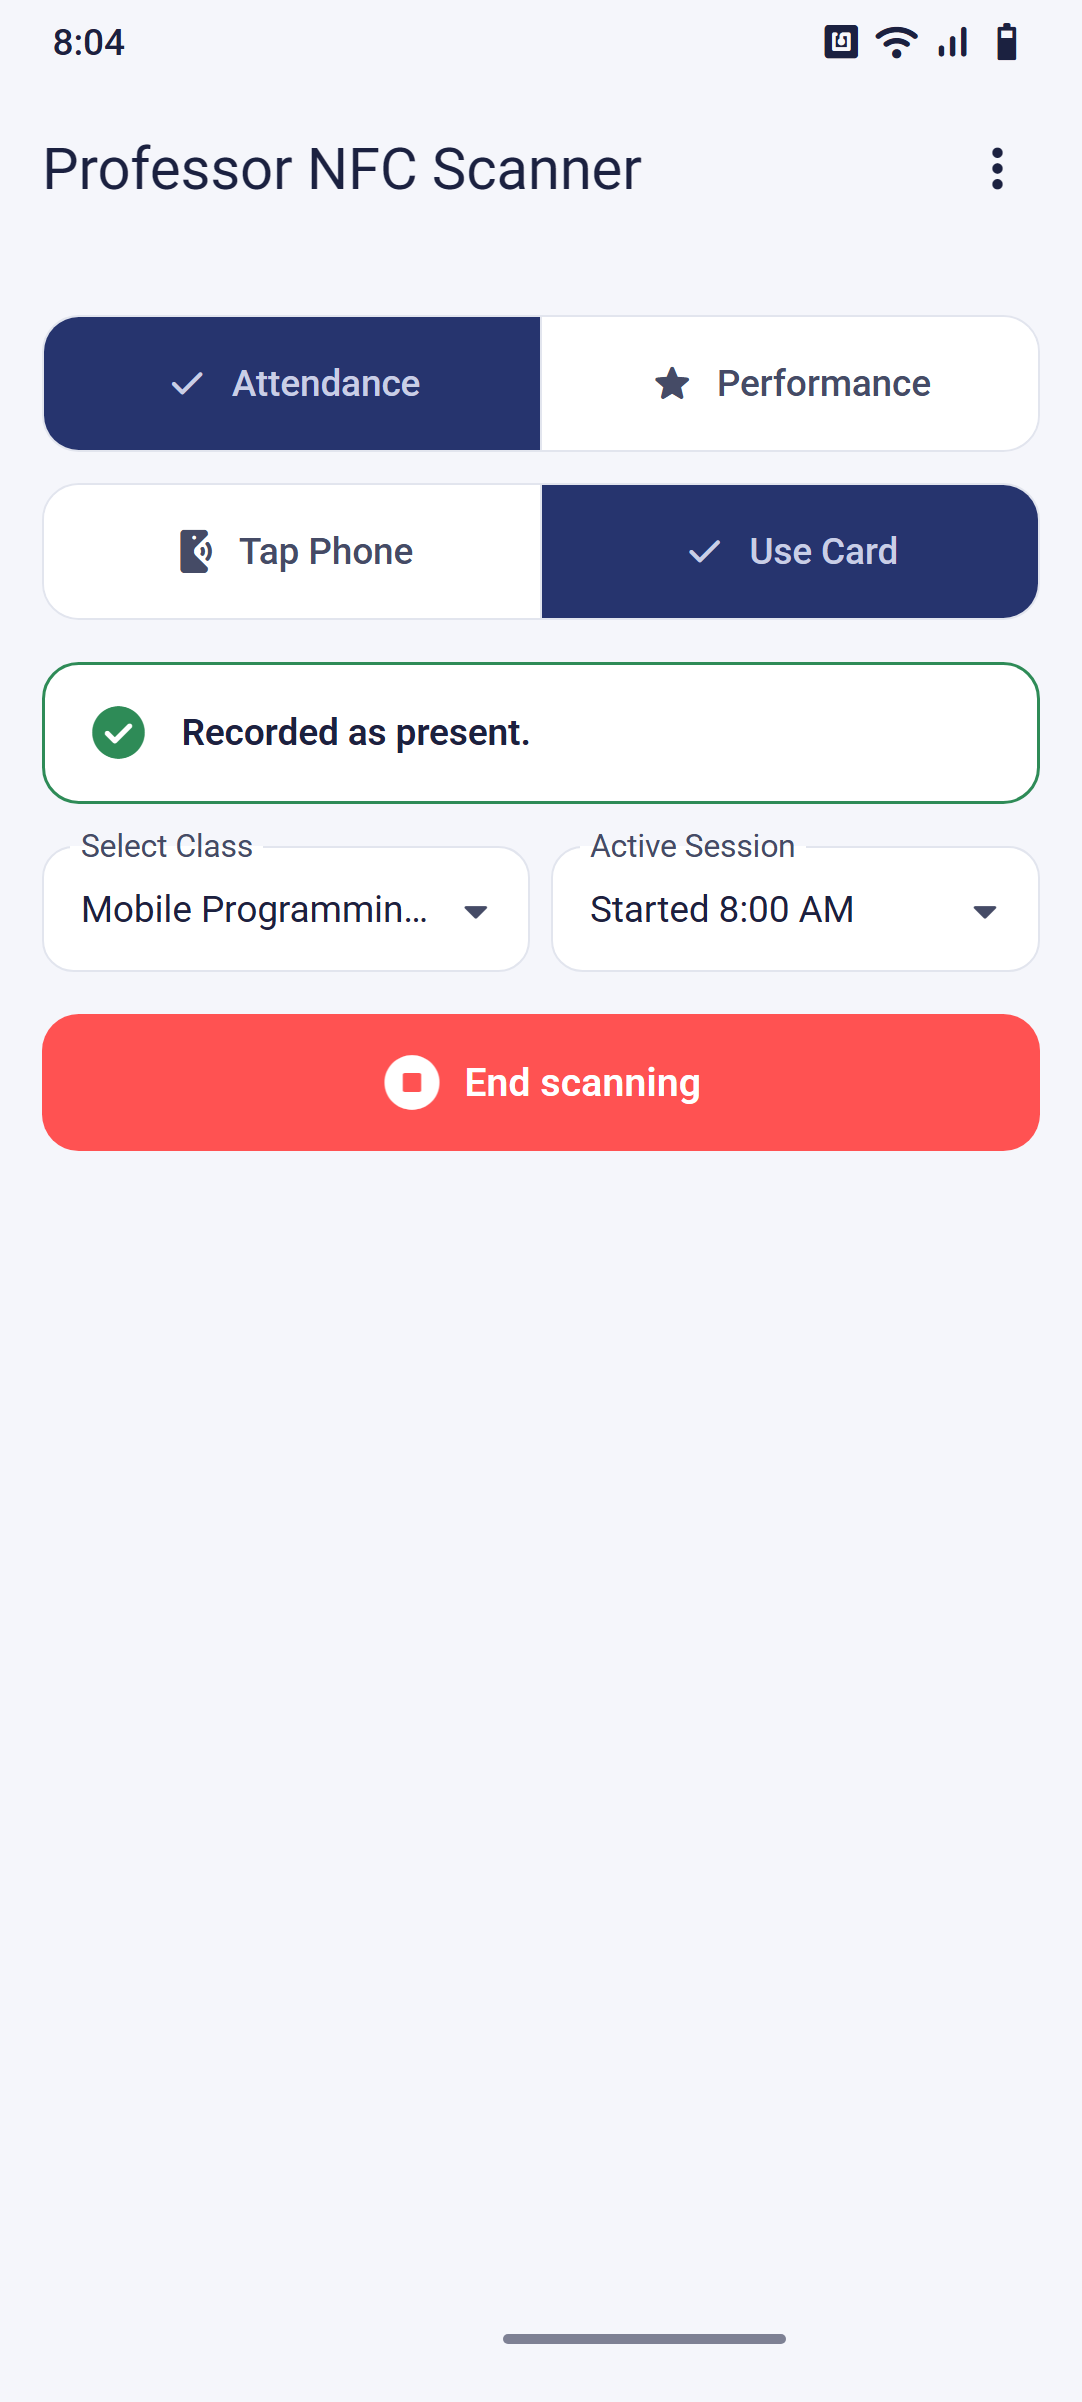 8:04
Professor NFC Scanner
Attendance
Performance
Tap Phone
Use Card
Recorded as present.
Select Class
Active Session
Mobile Programmin...
Started 8:00 AM
End scanning